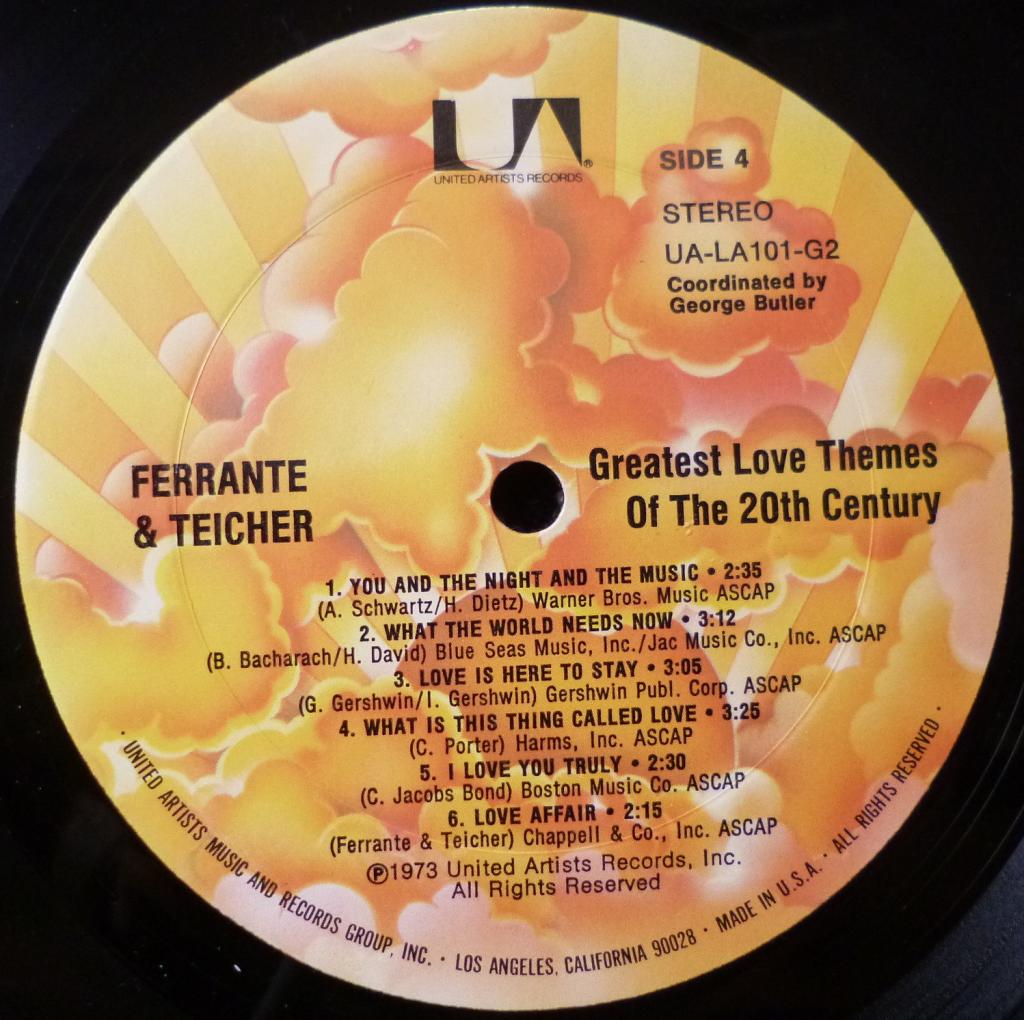 UA®
UNITED ARTISTS RECORDS
SIDE 4
STEREO
UA-LA101-G2
Coordinated by
George Butler
FERRANTE
& TEICHER
Greatest Love Themes
Of The 20th Century
1. YOU AND THE NIGHT AND THE MUSIC • 2:35
(A. Schwartz/H. Dietz) Warner Bros. Music ASCAP
2. WHAT THE WORLD NEEDS NOW • 3:12
(B. Bacharach/H. David) Blue Seas Music, Inc./Jac Music Co., Inc. ASCAP
3. LOVE IS HERE TO STAY • 3:05
(G. Gershwin/I. Gershwin) Gershwin Publ. Corp. ASCAP
4. WHAT IS THIS THING CALLED LOVE • 3:25
(C. Porter) Harms, Inc. ASCAP
5. I LOVE YOU TRULY • 2:30
(C. Jacobs Bond) Boston Music Co. ASCAP
6. LOVE AFFAIR • 2:15
(Ferrante & Teicher) Chappell & Co., Inc. ASCAP
℗1973 United Artists Records, Inc.
All Rights Reserved
• UNITED ARTISTS MUSIC AND RECORDS GROUP, INC. • LOS ANGELES, CALIFORNIA 90028 • MADE IN U.S.A. • ALL RIGHTS RESERVED •